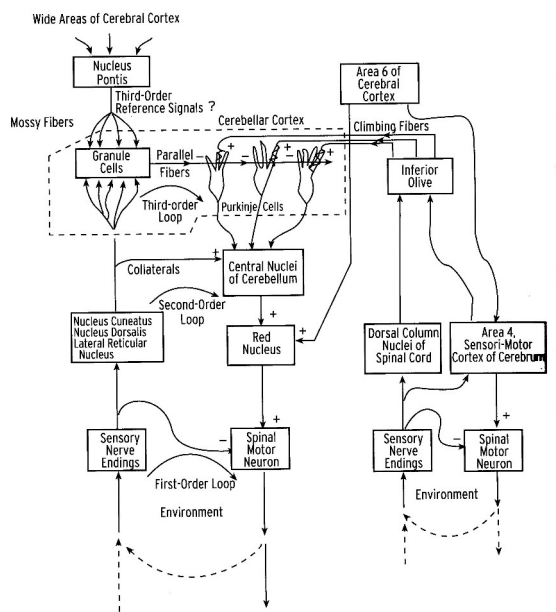 Wide Areas of Cerebral Cortex
Nucleus
Pontis
Third-Order
Reference Signals ?
Mossy Fibers
Cerebellar Cortex
Area 6 of
Cerebral
Cortex
Climbing Fibers
Granule
Cells
Parallel
Fibers
− + − + − +
Inferior
Olive
Third-order
Loop
Purkinje Cells
Collaterals
+
Central Nuclei
of Cerebellum
Second-Order
Loop
+
+
Nucleus Cuneatus
Nucleus Dorsalis
Lateral Reticular
Nucleus
Red
Nucleus
Dorsal Column
Nuclei of
Spinal Cord
Area 4,
Sensori-Motor
Cortex of Cerebrum
+
+
Sensory
Nerve
Endings
−
Spinal
Motor
Neuron
Sensory
Nerve
Endings
−
Spinal
Motor
Neuron
First-Order Loop
Environment
Environment